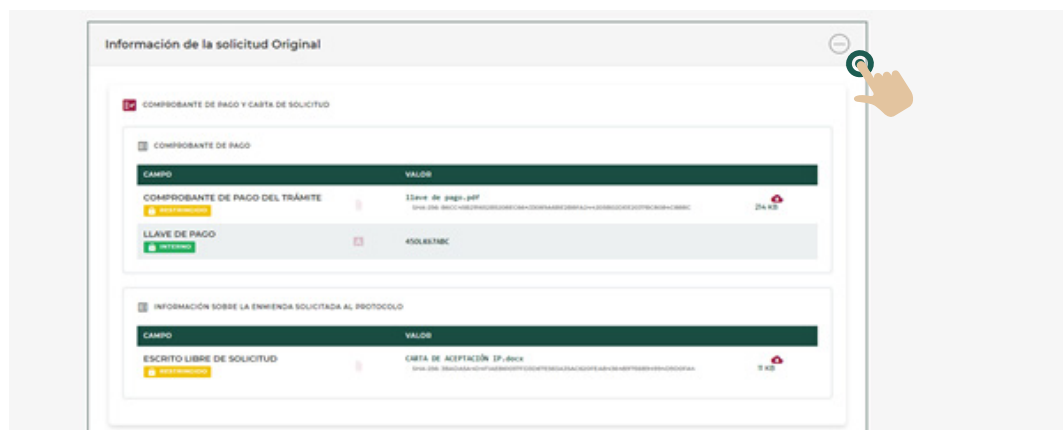 Información de la solicitud Original
COMPROBANTE DE PAGO Y CARTA DE SOLICITUD
COMPROBANTE DE PAGO
CAMPO VALOR
COMPROBANTE DE PAGO DEL TRÁMITE llave de pago.pdf
RESTRINGIDO 214 KB
LLAVE DE PAGO
INTERNO
INFORMACIÓN SOBRE LA ENMIENDA SOLICITADA AL PROTOCOLO
CAMPO VALOR
ESCRITO LIBRE DE SOLICITUD CARTA DE ACEPTACIÓN IP.docx
RESTRINGIDO 11 KB